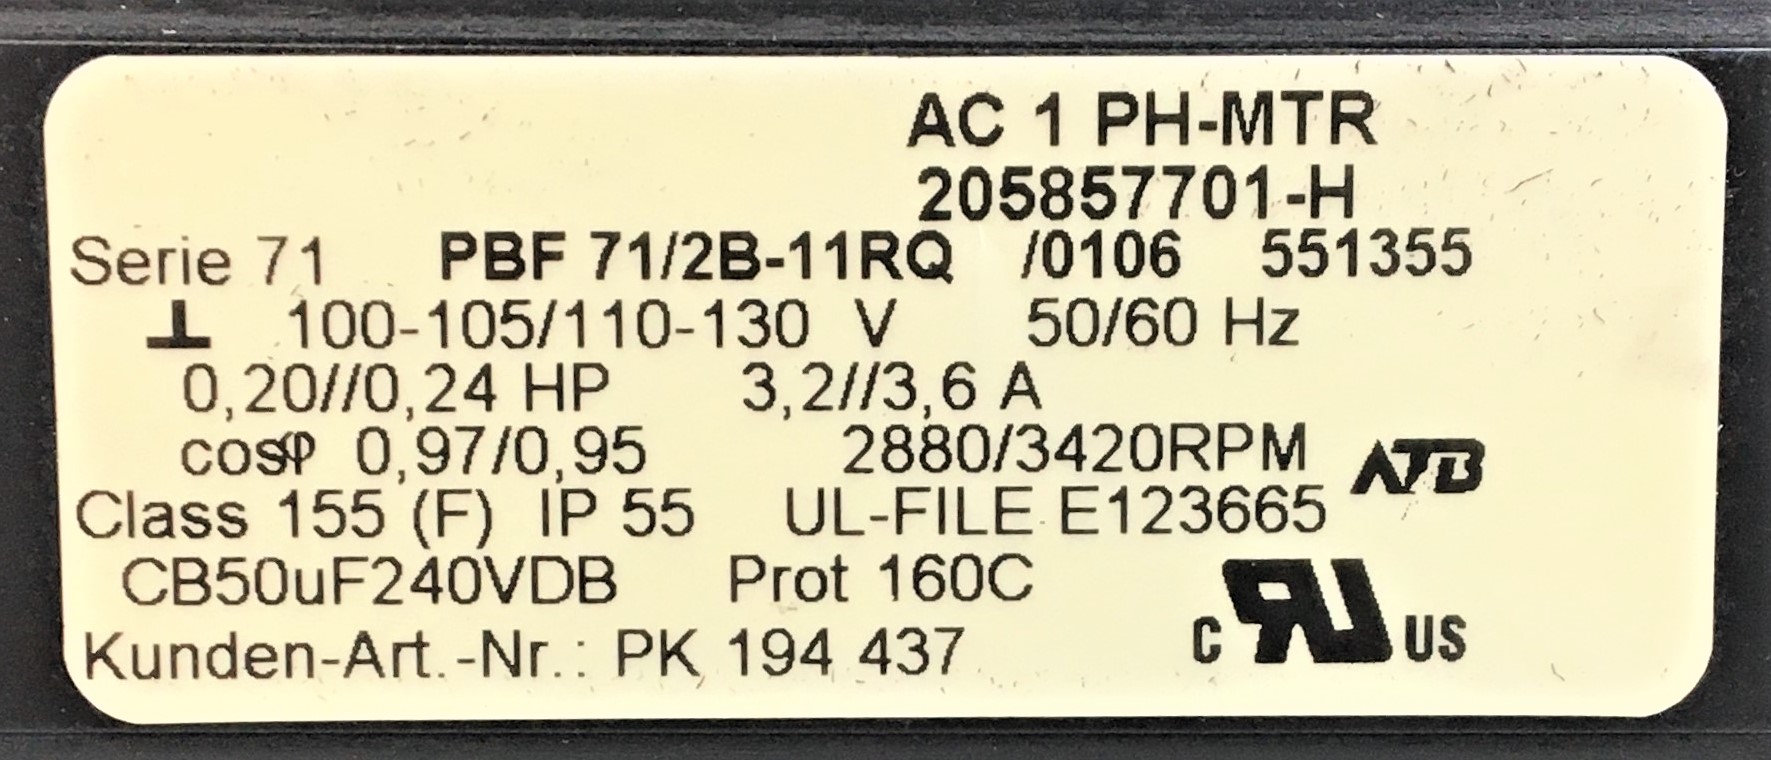 AC 1 PH-MTR
205857701-H
Serie 71 PBF 71/2B-11RQ /0106 551355
⊥ 100-105/110-130 V 50/60 Hz
0,20//0,24 HP 3,2//3,6 A
cosφ 0,97/0,95 2880/3420RPM ATB
Class 155 (F) IP 55 UL-FILE E123665
CB50uF240VDB Prot 160C
C RU US
Kunden-Art.-Nr.: PK 194 437